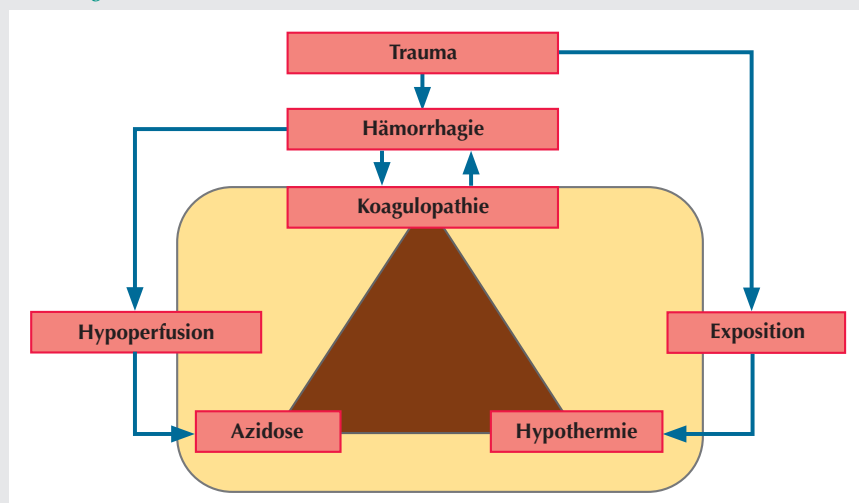 Trauma
Hämorrhagie
Koagulopathie
Hypoperfusion
Exposition
Azidose
Hypothermie